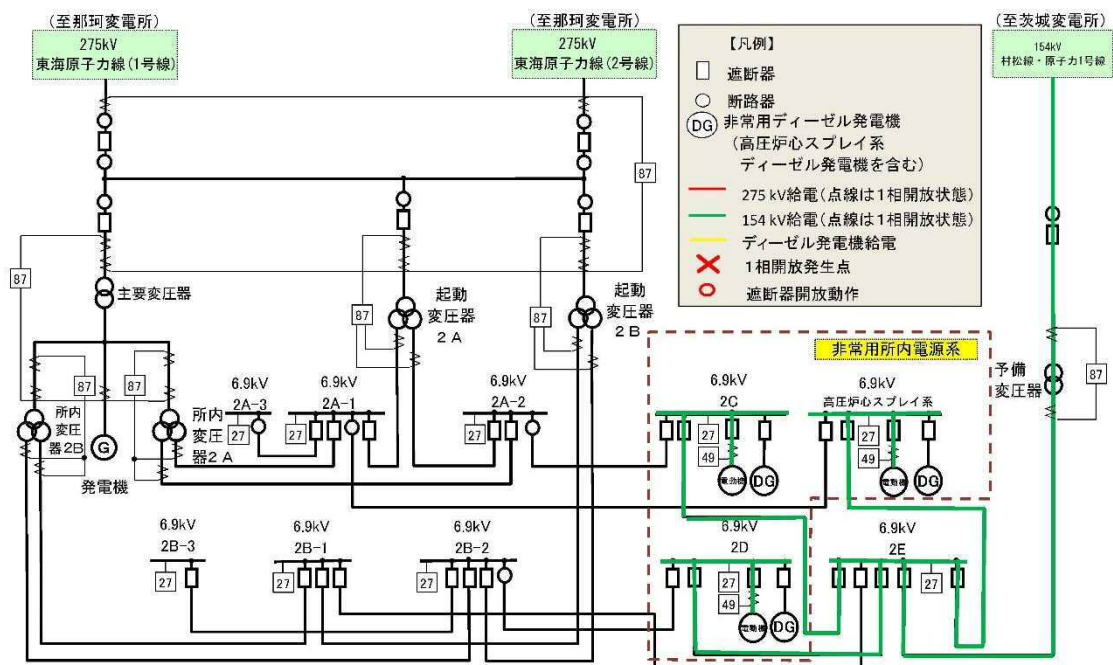 (至那珂変電所)
275kV
東海原子力線(1号線)
(至那珂変電所)
275kV
東海原子力線(2号線)
(至茨城変電所)
154kV
村松線・原子力1号線
【凡例】
遮断器
断路器
DG
非常用ディーゼル発電機
(高圧炉心スプレイ系
ディーゼル発電機を含む)
275 kV給電(点線は1相開放状態)
154 kV給電(点線は1相開放状態)
ディーゼル発電機給電
1相開放発生点
遮断器開放動作
87
87
主要変圧器
87
起動
変圧器
2A
87
起動
変圧器
2B
非常用所内電源系
予備
変圧器
87
87
87
所内
変圧
器2B
G
発電機
所内
変圧
器2A
6.9kV
2A-3
27
6.9kV
2A-1
27
6.9kV
2A-2
27
6.9kV
2C
27
49
電動機
DG
6.9kV
高圧炉心スプレイ系
27
49
電動機
DG
6.9kV
2B-3
27
6.9kV
2B-1
27
6.9kV
2B-2
27
6.9kV
2D
27
49
電動機
DG
6.9kV
2E
27